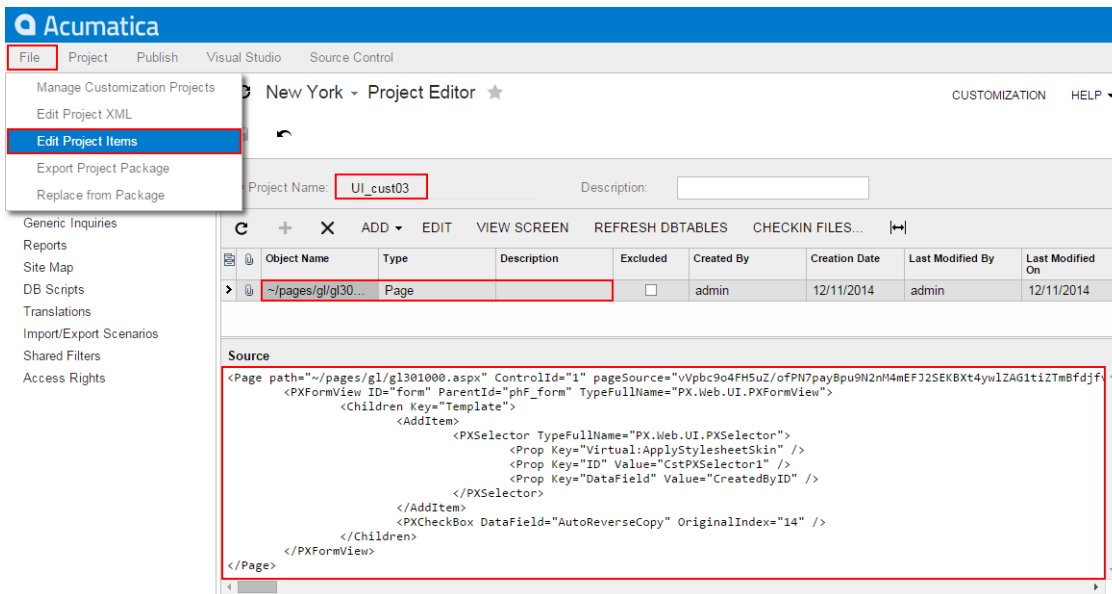 Acumatica
File Project Publish Visual Studio Source Control
Manage Customization Projects
Edit Project XML
Edit Project Items
Export Project Package
Replace from Package
New York Project Editor
CUSTOMIZATION HELP
Project Name: UI_cust03 Description:
Generic Inquiries
Reports
Site Map
DB Scripts
Translations
Import/Export Scenarios
Shared Filters
Access Rights
ADD EDIT VIEW SCREEN REFRESH DBTABLES CHECKIN FILES...
Object Name Type Description Excluded Created By Creation Date Last Modified By Last Modified On
~/pages/gl/gl30... Page admin 12/11/2014 admin 12/11/2014
Source
<Page path="~/pages/gl/gl301000.aspx" ControlId="1" pageSource="vVpbc9o4FH5uZ/ofPN7payBpu9N2nM4mEFJ2SEKBXt4ywlZAG1tiZTmBfdjfv
<PXFormView ID="form" ParentId="phF_form" TypeFullName="PX.Web.UI.PXFormView">
<Children Key="Template">
<AddItem>
<PXSelector TypeFullName="PX.Web.UI.PXSelector">
<Prop Key="Virtual:ApplyStylesheetSkin" />
<Prop Key="ID" Value="CstPXSelector1" />
<Prop Key="DataField" Value="CreatedByID" />
</PXSelector>
</AddItem>
<PXCheckBox DataField="AutoReverseCopy" OriginalIndex="14" />
</Children>
</PXFormView>
</Page>